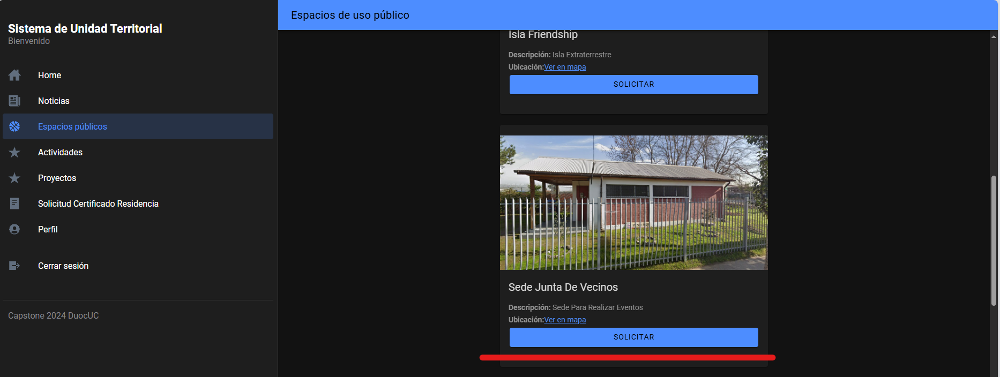 Sistema de Unidad Territorial
Bienvenido
Home
Noticias
Espacios públicos
Actividades
Proyectos
Solicitud Certificado Residencia
Perfil
Cerrar sesión
Capstone 2024 DuocUC
Espacios de uso público
Isla Friendship
Descripción: Isla Extraterrestre
Ubicación:Ver en mapa
SOLICITAR
Sede Junta De Vecinos
Descripción: Sede Para Realizar Eventos
Ubicación:Ver en mapa
SOLICITAR